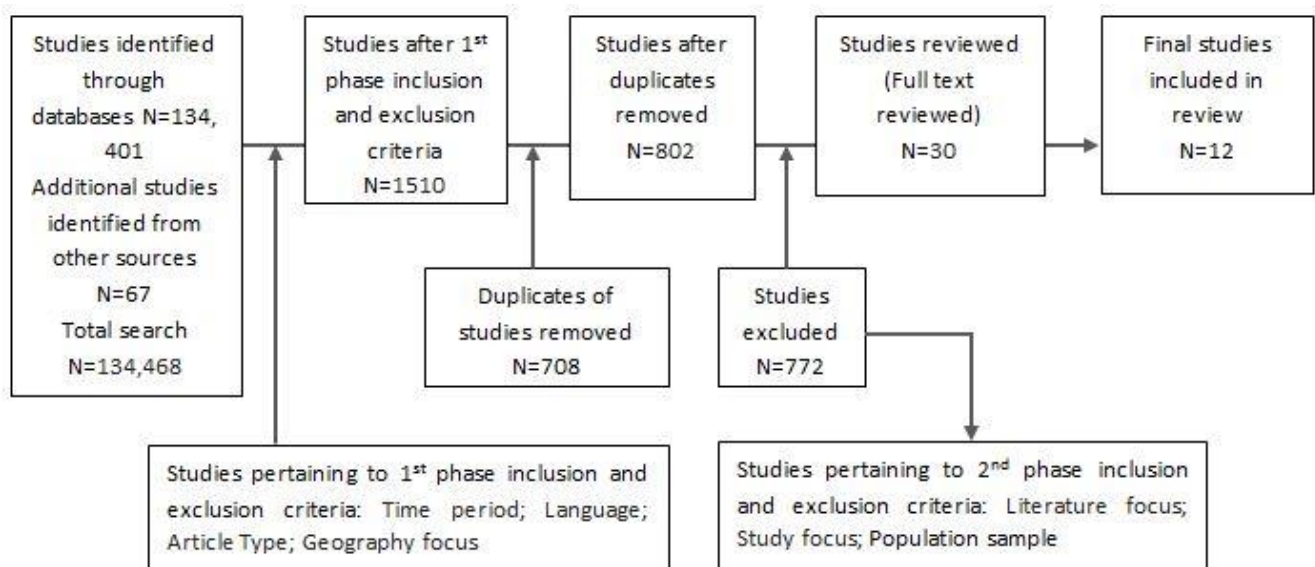 Studies identified
through
databases N=134,
401
Additional studies
identified from
other sources
N=67
Total search
N=134,468
Studies after 1st
phase inclusion
and exclusion
criteria
N=1510
Studies after
duplicates
removed
N=802
Studies reviewed
(Full text
reviewed)
N=30
Final studies
included in
review
N=12
Duplicates of
studies removed
N=708
Studies
excluded
N=772
Studies pertaining to 1st phase inclusion and
exclusion criteria: Time period; Language;
Article Type; Geography focus
Studies pertaining to 2nd phase inclusion
and exclusion criteria: Literature focus;
Study focus; Population sample